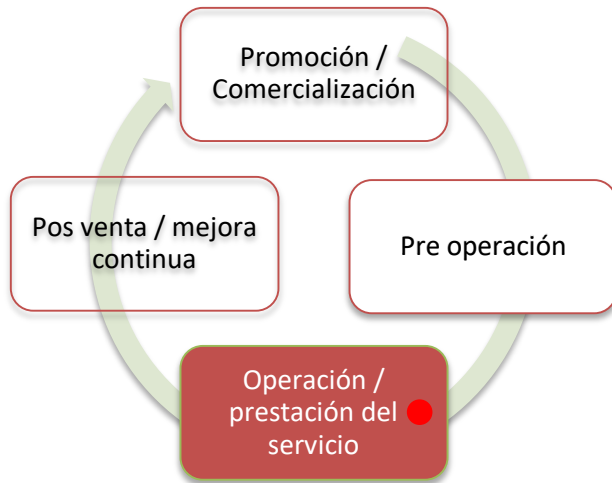 Promoción /
Comercialización
Pre operación
Operación /
prestación del
servicio
Pos venta / mejora
continua